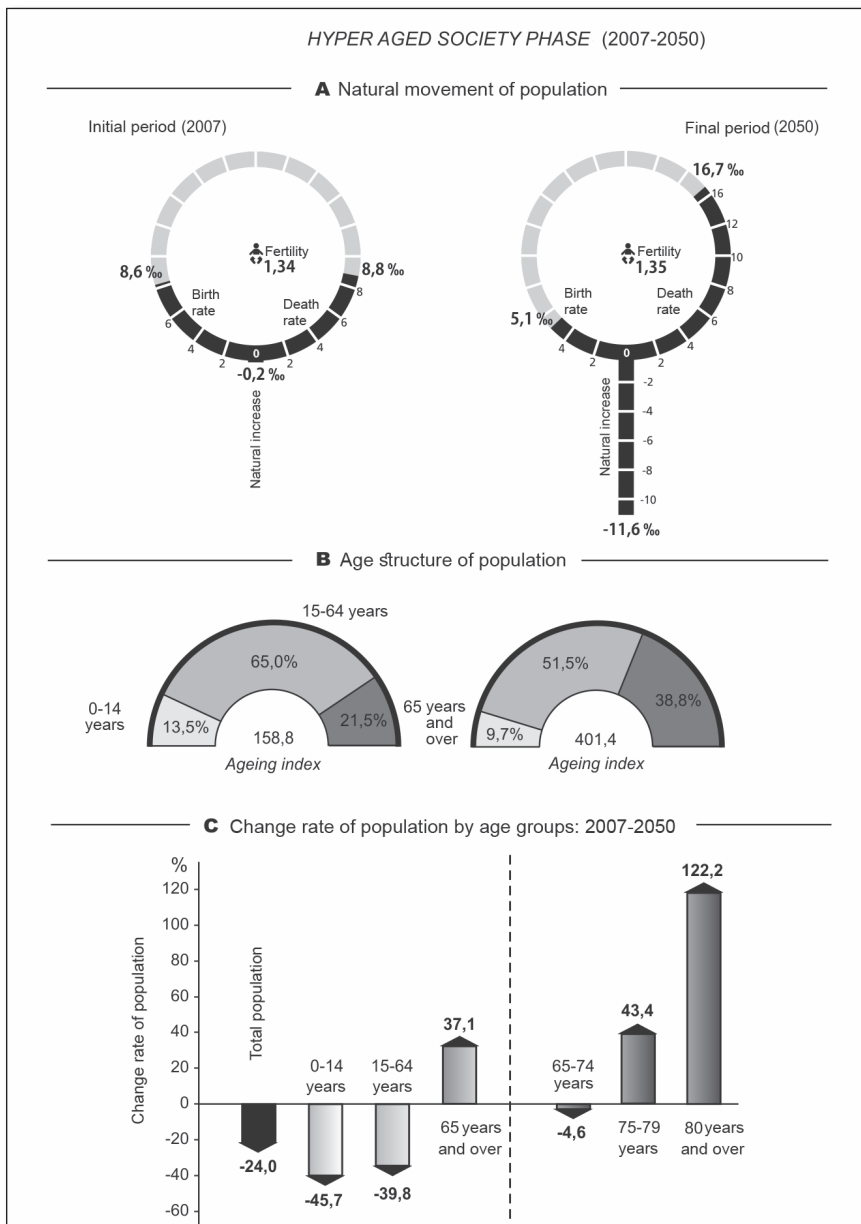 HYPER AGED SOCIETY PHASE (2007-2050)
A Natural movement of population
Initial period (2007)
Final period (2050)
8,6 ‰
8,8 ‰
Fertility
1,34
Birth
rate
Death
rate
6
4
2
0
2
4
6
8
-0,2 ‰
Natural increase
16,7 ‰
5,1 ‰
Fertility
1,35
Birth
rate
Death
rate
4
2
0
2
4
6
8
10
12
16
-2
-4
-6
-8
-10
Natural increase
-11,6 ‰
B Age structure of population
15-64 years
0-14
years
65 years
and
over
13,5%
65,0%
21,5%
158,8
Ageing index
9,7%
51,5%
38,8%
401,4
Ageing index
C Change rate of population by age groups: 2007-2050
%
Change rate of population
120
100
80
60
40
20
0
-20
-40
-60
Total population
-24,0
0-14
years
-45,7
15-64
years
-39,8
37,1
65 years
and over
65-74
years
-4,6
43,4
75-79
years
122,2
80 years
and over